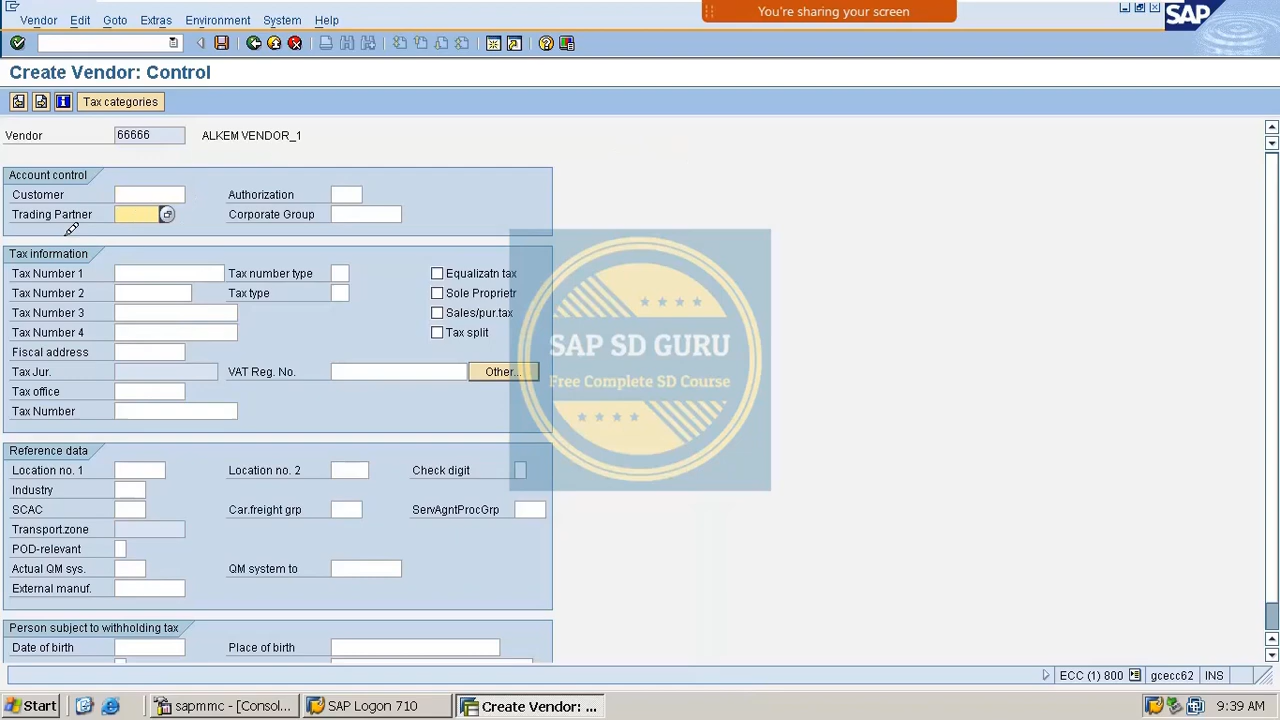 You're sharing your screen
Vendor Edit Goto Extras Environment System Help
SAP
Create Vendor: Control
Tax categories
Vendor 66666 ALKEM VENDOR_1
Account control
Customer Authorization
Trading Partner Corporate Group
Tax information
Tax Number 1 Tax number type Equalizatn tax
Tax Number 2 Tax type Sole Proprietr
Tax Number 3 Sales/pur.tax
Tax Number 4 Tax split
Fiscal address
Tax Jur. VAT Reg. No. Other...
Tax office
Tax Number
SAP SD GURU
Free Complete SD Course
Reference data
Location no. 1 Location no. 2 Check digit
Industry
SCAC Car.freight grp ServAgntProcGrp
Transport.zone
POD-relevant
Actual QM sys. QM system to
External manuf.
Person subject to withholding tax
Date of birth Place of birth
ECC (1) 800 gcecc62 INS
Start sapmmc - [Consol... SAP Logon 710 Create Vendor: ... 9:39 AM